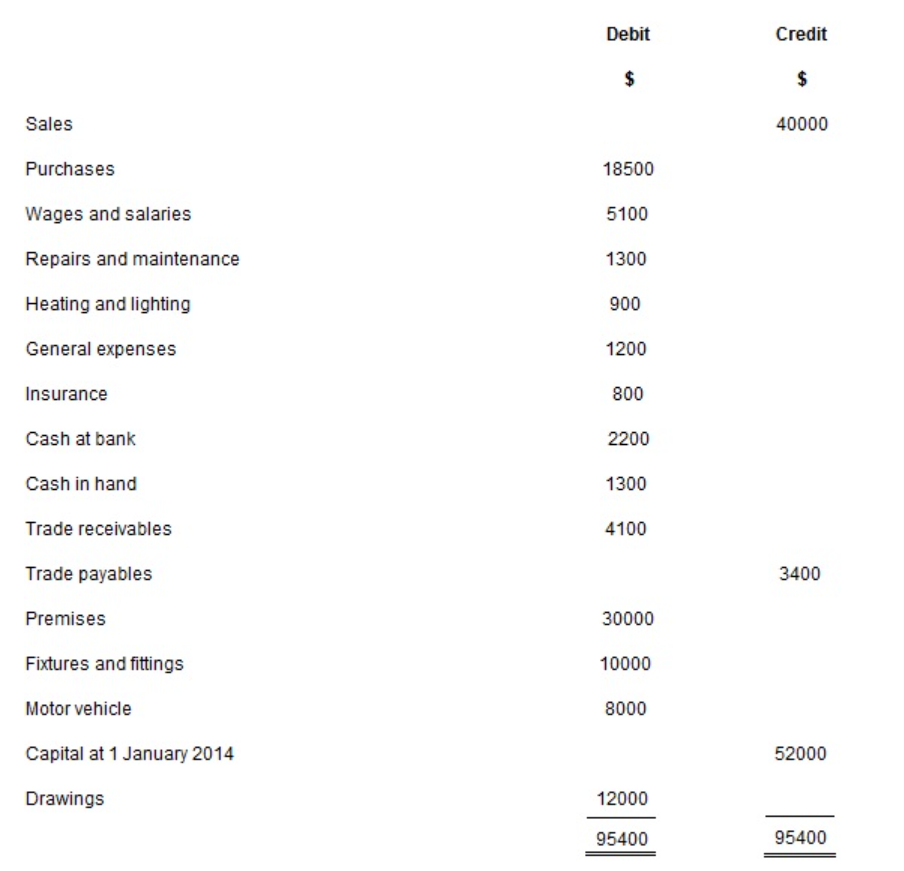 Debit Credit
$ $
Sales 40000
Purchases 18500
Wages and salaries 5100
Repairs and maintenance 1300
Heating and lighting 900
General expenses 1200
Insurance 800
Cash at bank 2200
Cash in hand 1300
Trade receivables 4100
Trade payables 3400
Premises 30000
Fixtures and fittings 10000
Motor vehicle 8000
Capital at 1 January 2014 52000
Drawings 12000
95400 95400